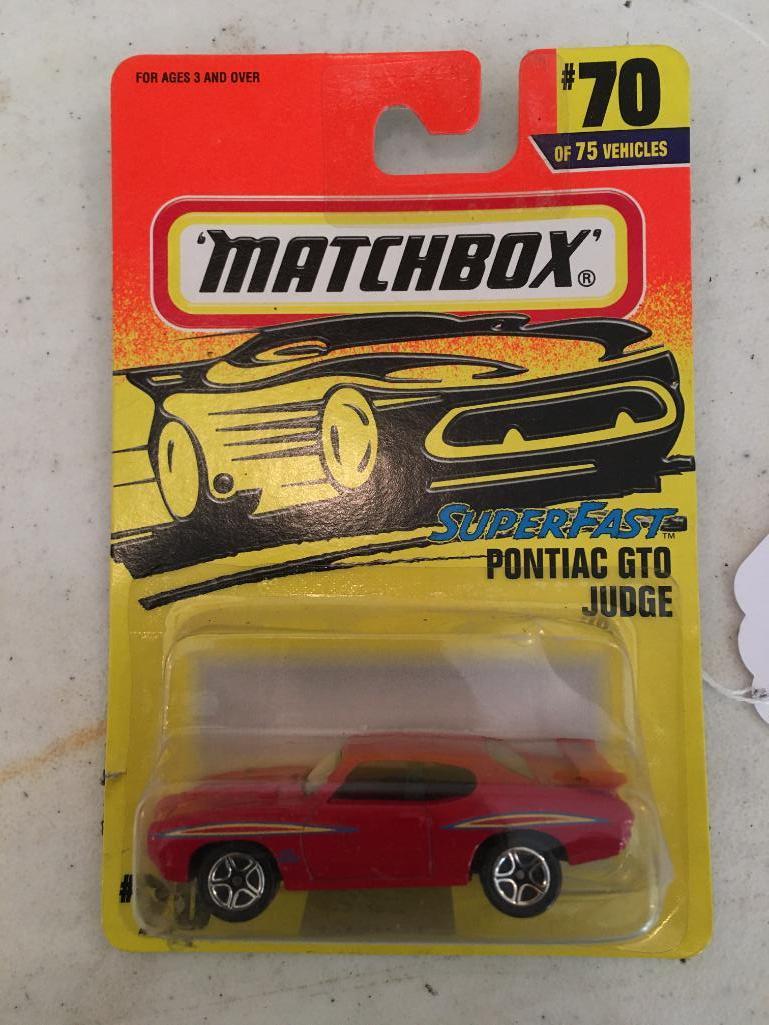 FOR AGES 3 AND OVER
#70
OF 75 VEHICLES
'MATCHBOX'®
SUPERFAST™
PONTIAC GTO
JUDGE